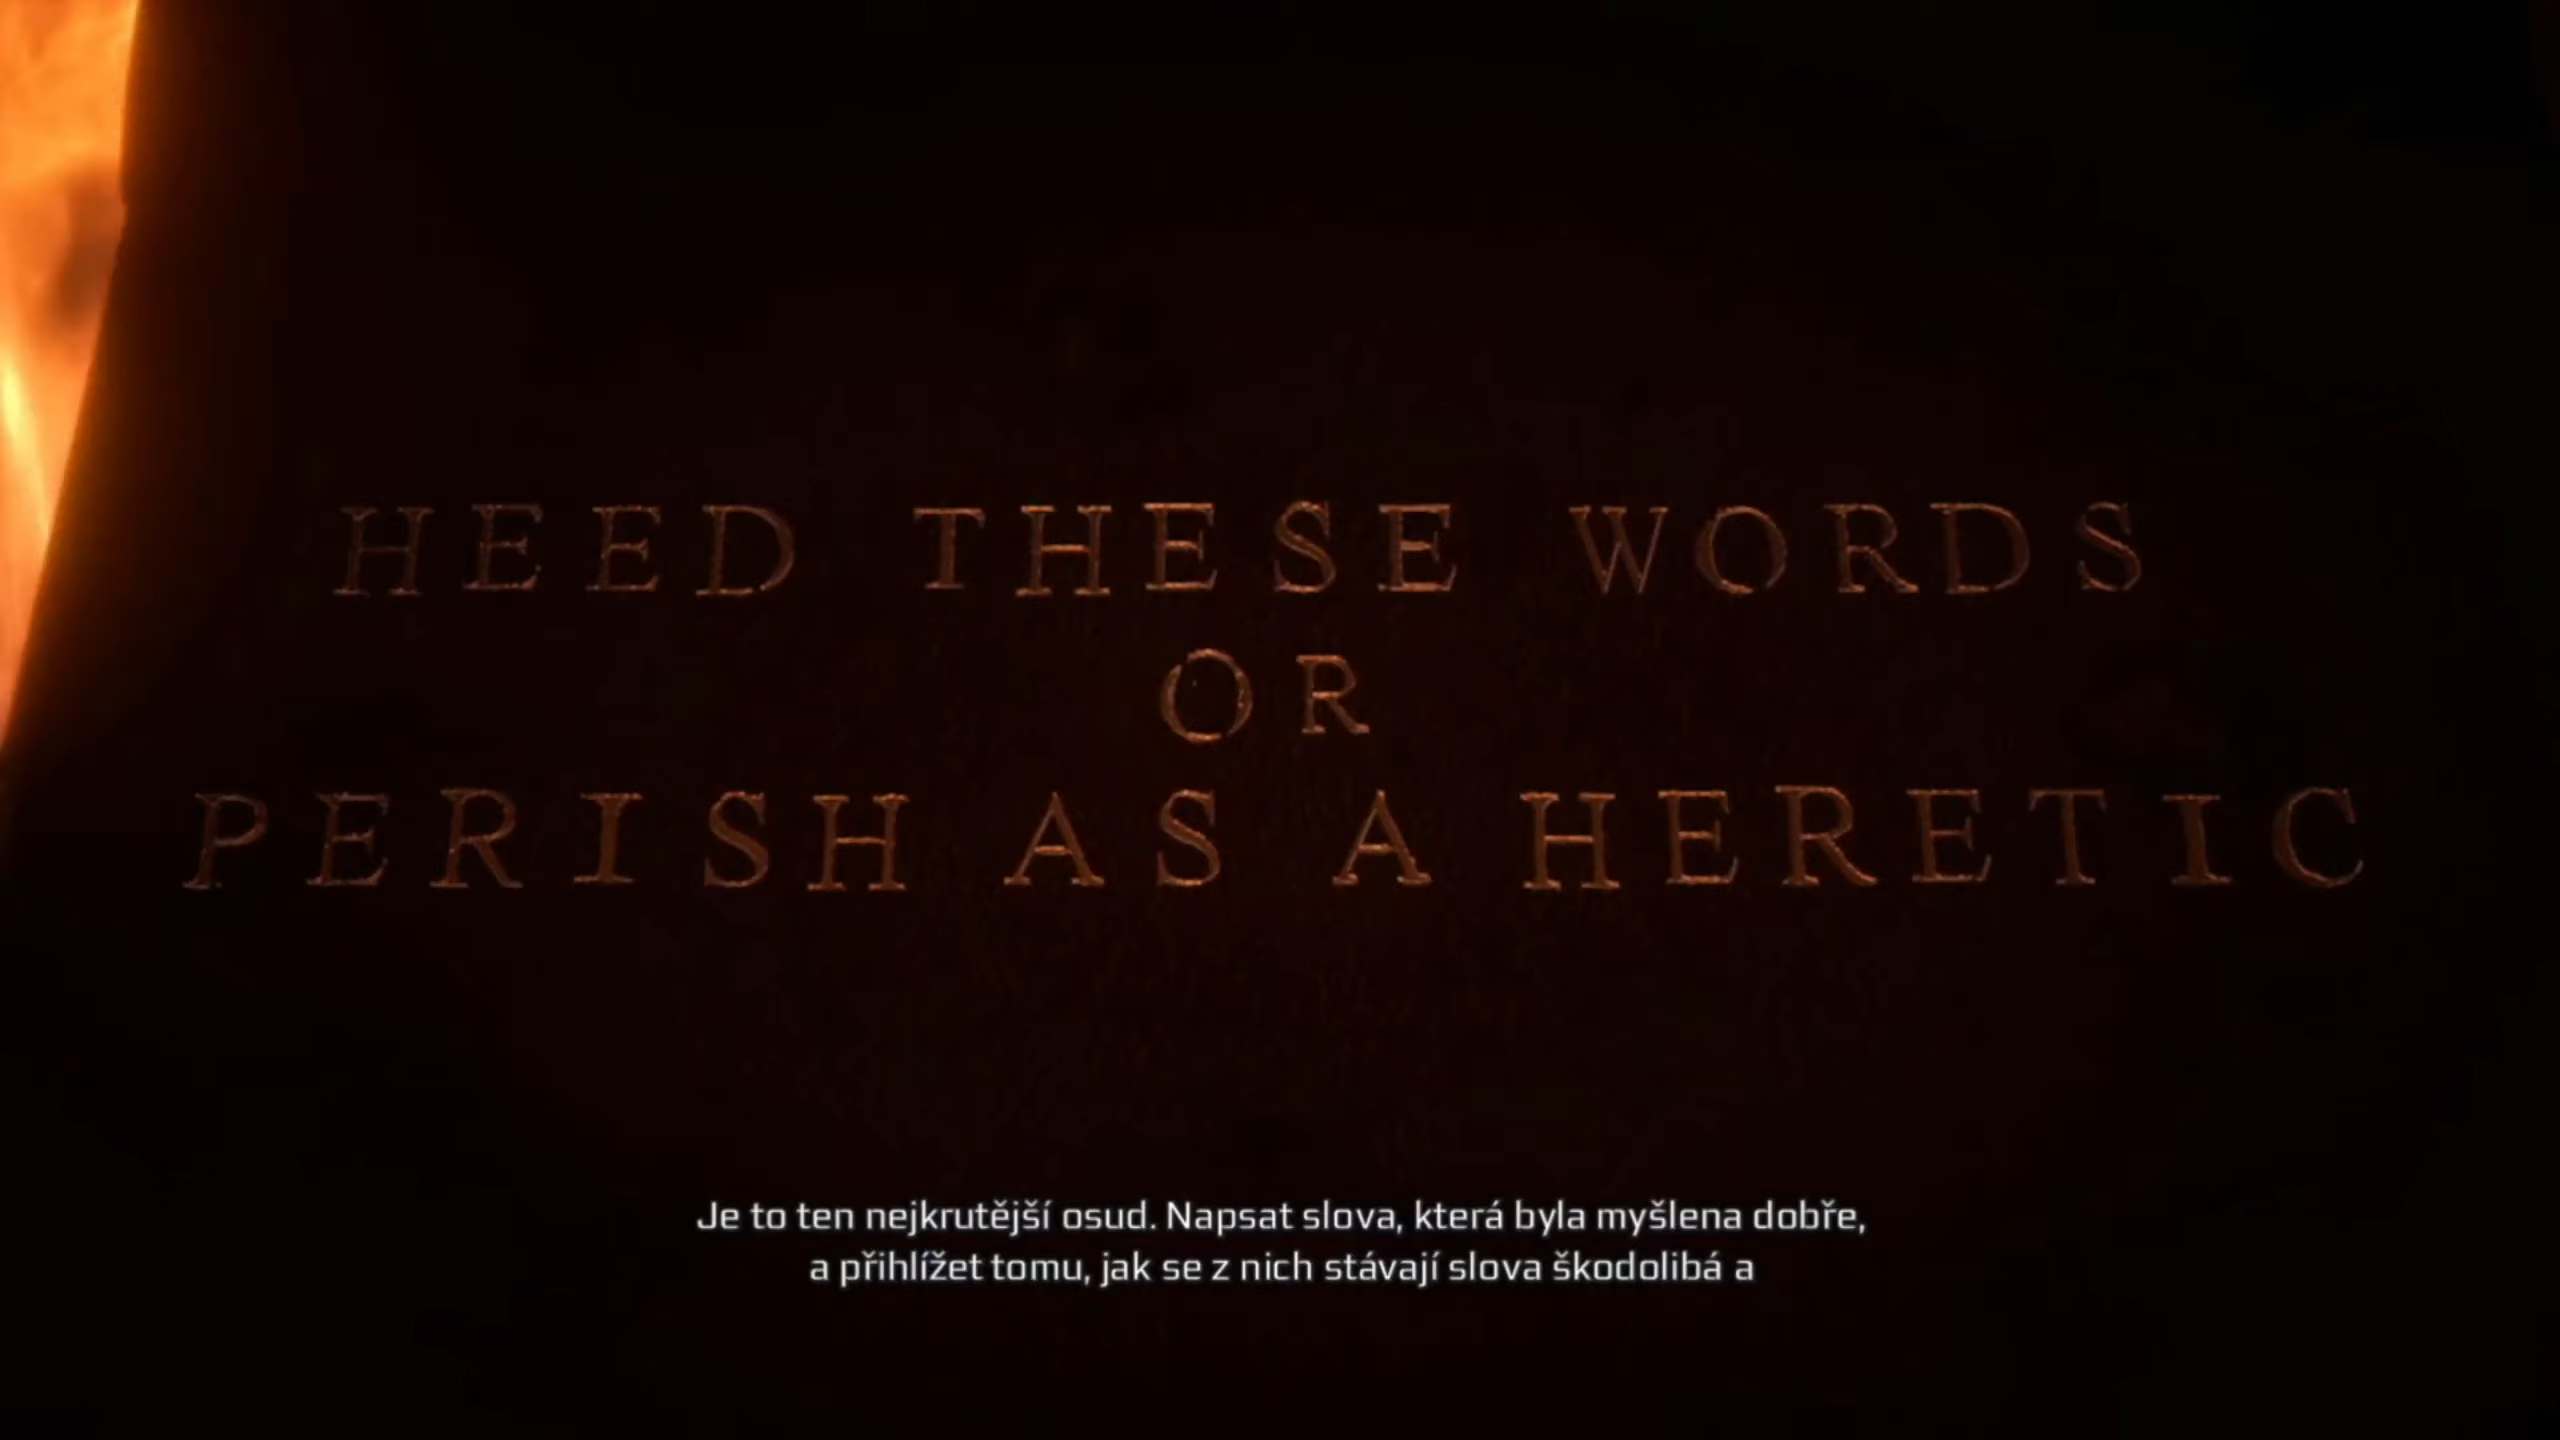 HEED THESE WORDS
OR
PERISH AS A HERETIC
Je to ten nejkrutější osud. Napsat slova, která byla myšlena dobře,
a přihlížet tomu, jak se z nich stávají slova škodolibá a